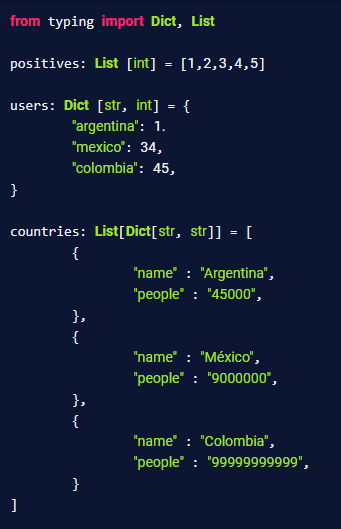 from typing import Dict, List

positives: List [int] = [1,2,3,4,5]

users: Dict [str, int] = {
        "argentina": 1.
        "mexico": 34,
        "colombia": 45,
}

countries: List[Dict[str, str]] = [
        {
                "name" : "Argentina",
                "people" : "45000",
        },
        {
                "name" : "México",
                "people" : "9000000",
        },
        {
                "name" : "Colombia",
                "people" : "99999999999",
        }
]